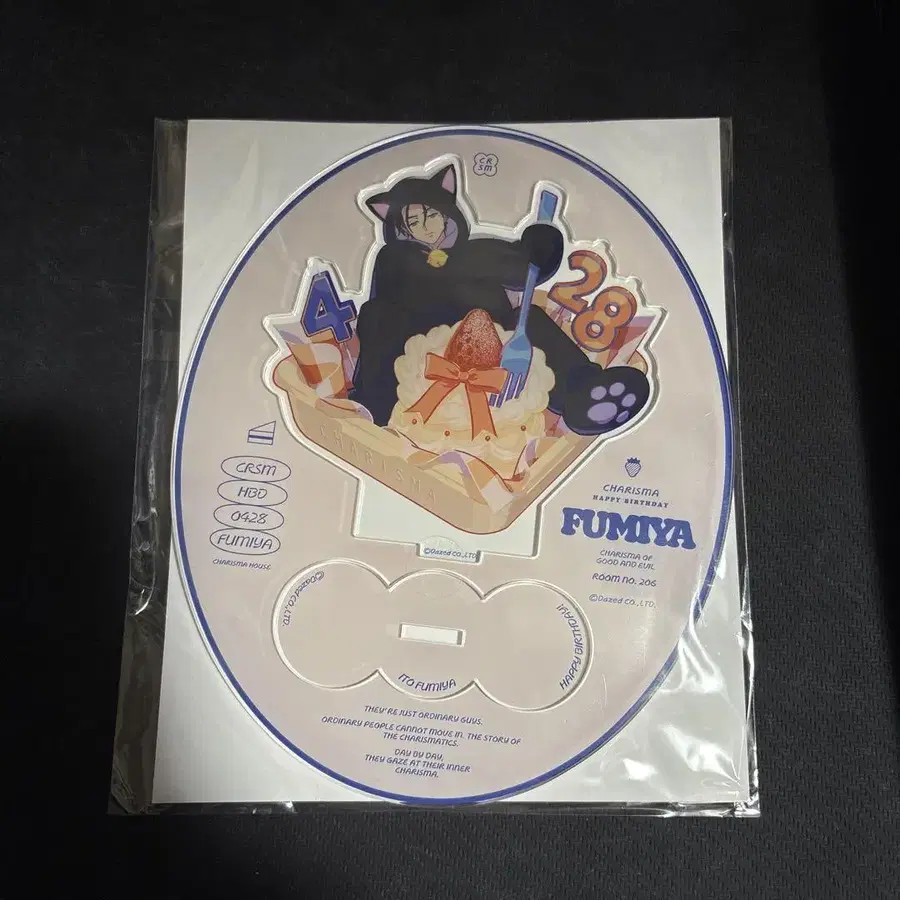 CR
SM
4
28
CHARISMA
CRSM
HBD
0428
FUMIYA
CHARISMA HOUSE
CHARISMA
HAPPY BIRTHDAY
FUMIYA
CHARISMA OF
GOOD AND EVIL
ROOM NO. 206
©Dazed CO.,LTD.
©Dazed CO.,LTD.
©Dazed CO.,LTD.
ITO FUMIYA
HAPPY BIRTHDAY!
THEY'RE JUST ORDINARY GUYS.
ORDINARY PEOPLE CANNOT MOVE IN. THE STORY OF
THE CHARISMATICS.
DAY BY DAY,
THEY GAZE AT THEIR INNER
CHARISMA.